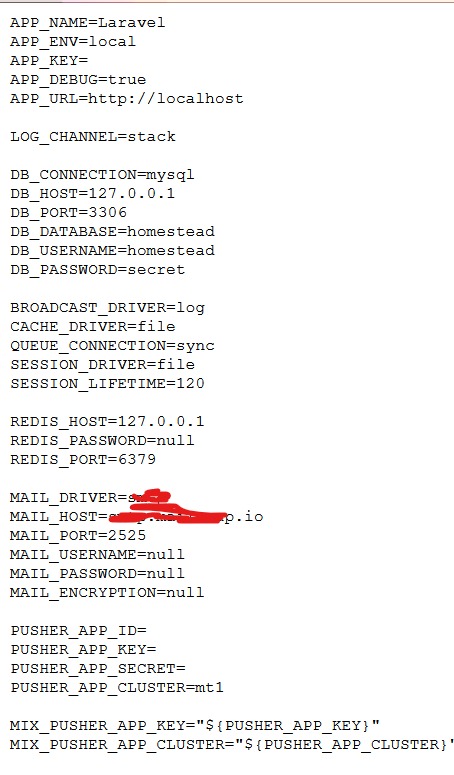 APP_NAME=Laravel
APP_ENV=local
APP_KEY=
APP_DEBUG=true
APP_URL=http://localhost
LOG_CHANNEL=stack
DB_CONNECTION=mysql
DB_HOST=127.0.0.1
DB_PORT=3306
DB_DATABASE=homestead
DB_USERNAME=homestead
DB_PASSWORD=secret
BROADCAST_DRIVER=log
CACHE_DRIVER=file
QUEUE_CONNECTION=sync
SESSION_DRIVER=file
SESSION_LIFETIME=120
REDIS_HOST=127.0.0.1
REDIS_PASSWORD=null
REDIS_PORT=6379
MAIL_DRIVER=
MAIL_HOST= p.io
MAIL_PORT=2525
MAIL_USERNAME=null
MAIL_PASSWORD=null
MAIL_ENCRYPTION=null
PUSHER_APP_ID=
PUSHER_APP_KEY=
PUSHER_APP_SECRET=
PUSHER_APP_CLUSTER=mt1
MIX_PUSHER_APP_KEY="${PUSHER_APP_KEY}"
MIX_PUSHER_APP_CLUSTER="${PUSHER_APP_CLUSTER}"